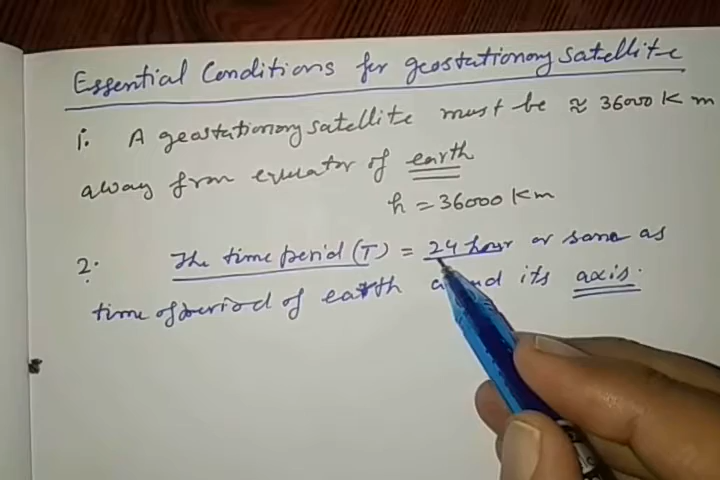 Essential Conditions for geostationary satellite
1. A geostationary satellite must be ≈ 36000 Km
away from equator of earth
h = 36000 Km
2. The time period (T) = 24 hour or same as
time of period of earth its axis.